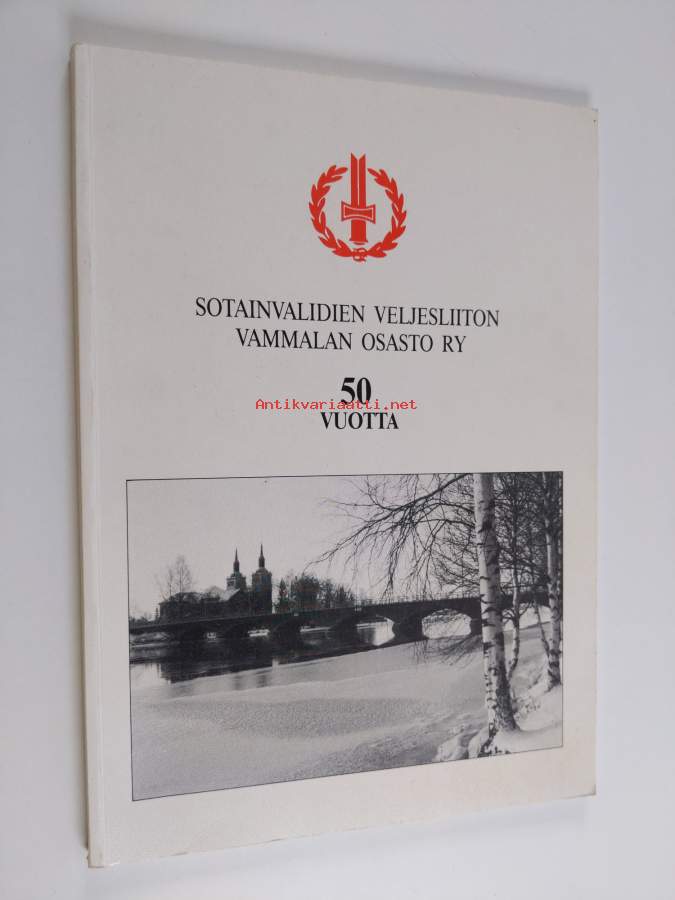 SOTAINVALIDIEN VELJESLIITON
VAMMALAN OSASTO RY
50
Antikvariaatti.net
VUOTTA